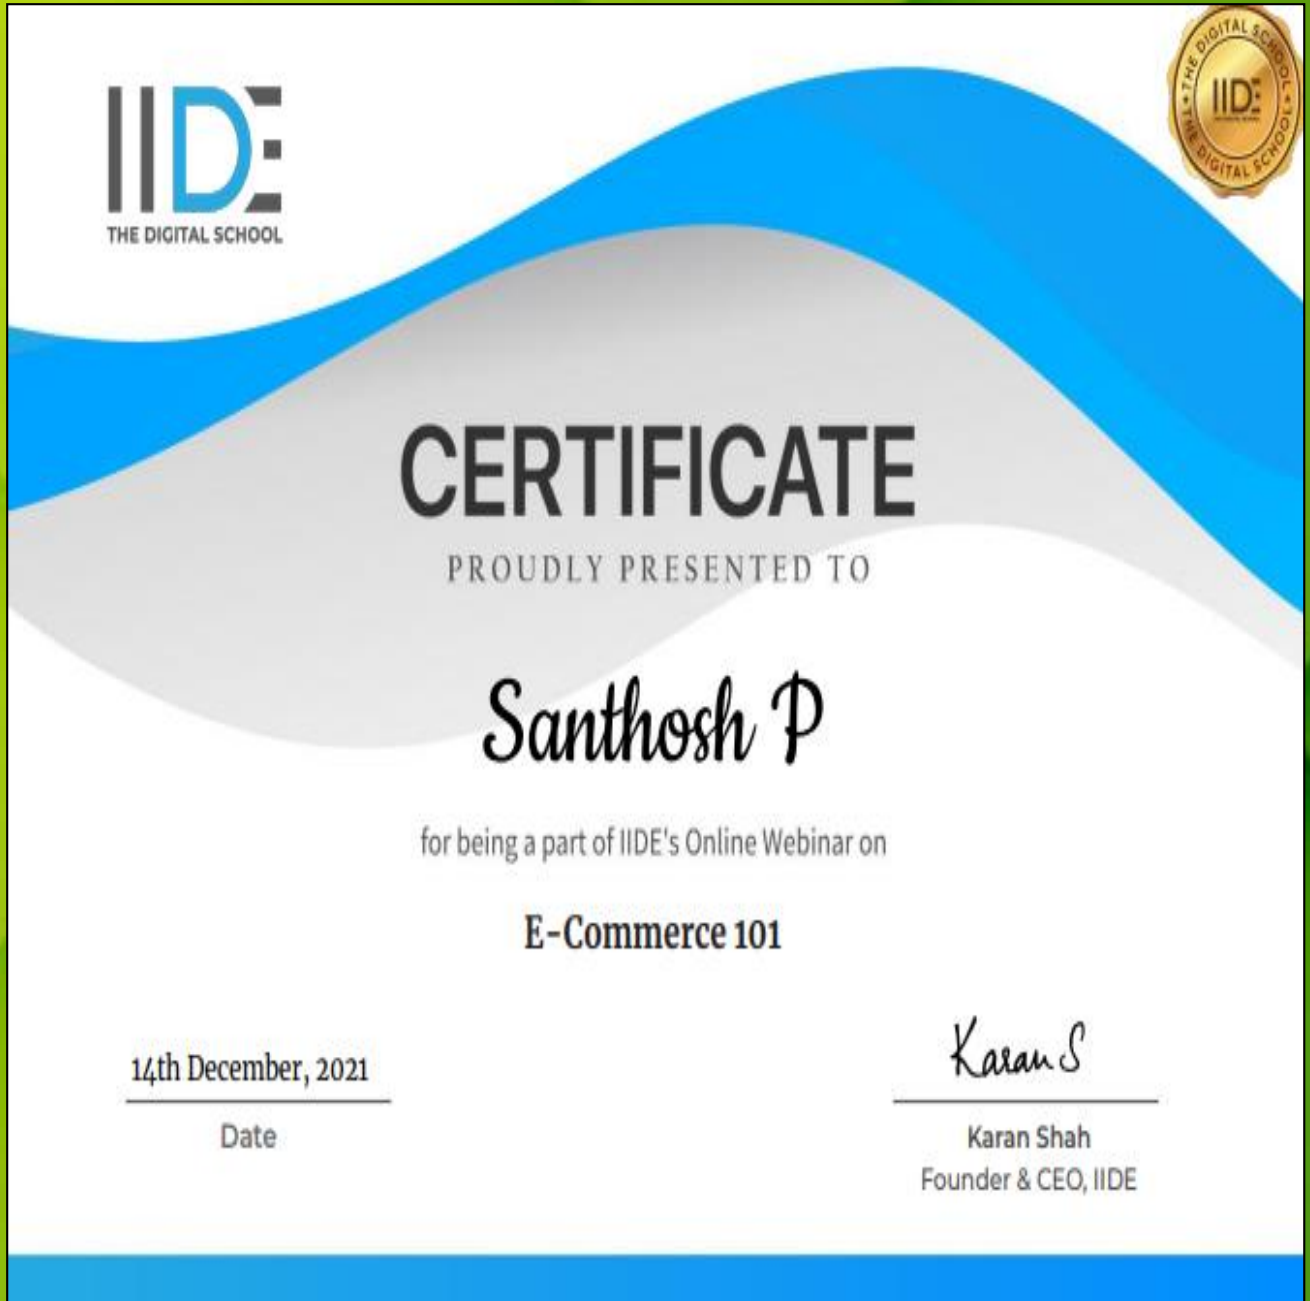 IIDE
THE DIGITAL SCHOOL
THE DIGITAL SCHOOL • THE DIGITAL SCHOOL •
IIDE
CERTIFICATE
PROUDLY PRESENTED TO
Santhosh P
for being a part of IIDE's Online Webinar on
E-Commerce 101
14th December, 2021
Date
Karan S
Karan Shah
Founder & CEO, IIDE